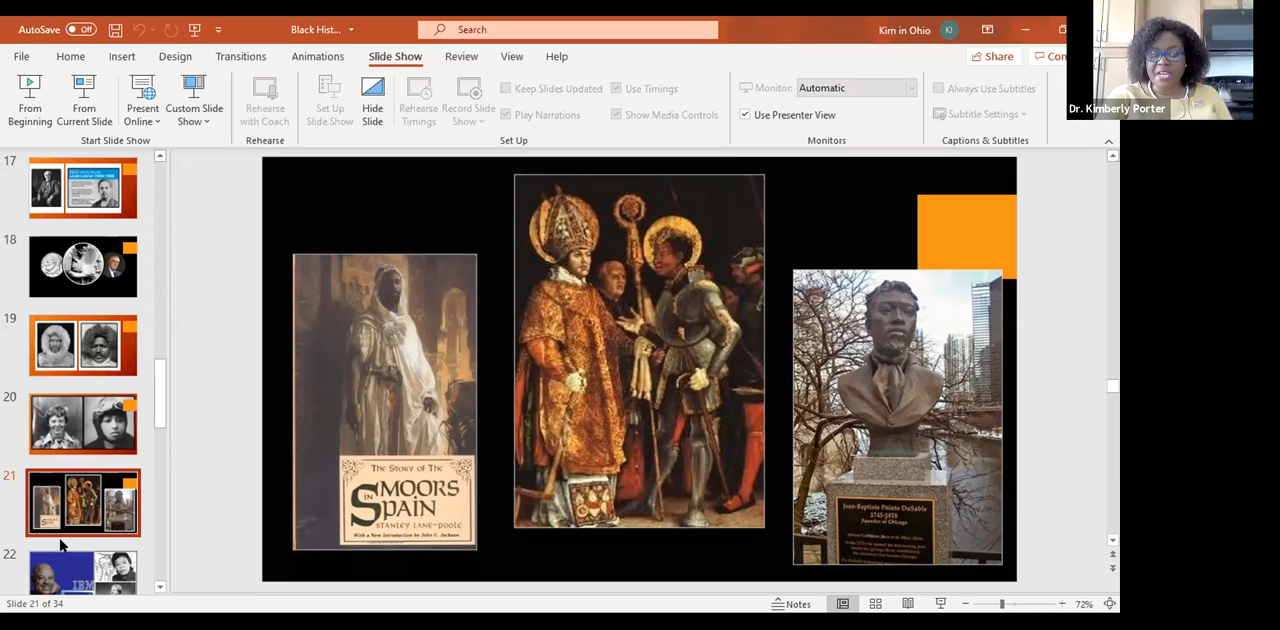 AutoSave Off
Black Hist...
Search
Kim in Ohio KI
File Home Insert Design Transitions Animations Slide Show Review View Help
Share
Con
From Beginning
From Current Slide
Present Online
Custom Slide Show
Start Slide Show
Rehearse with Coach
Rehearse
Set Up Slide Show
Hide Slide
Rehearse Timings
Record Slide Show
Keep Slides Updated
Play Narrations
Use Timings
Show Media Controls
Set Up
Monitor: Automatic
Use Presenter View
Monitors
Always Use Subtitles
Subtitle Settings
Captions & Subtitles
Dr. Kimberly Porter
17
18
19
20
21
22
IBM
The Story of The
MOORS
IN
SPAIN
STANLEY LANE-POOLE
With a New Introduction by John G. Jackson
Jean-Baptiste Pointe DuSable
1745-1818
Founder of Chicago
Slide 21 of 34
Notes
72%